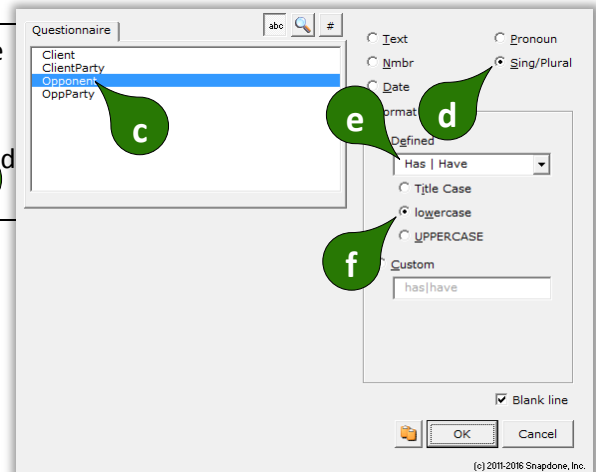 e
d
Questionnaire
abc
#
Client
ClientParty
Opponent
OppParty
c
Text
Pronoun
Nmbr
Sing/Plural
Date
d
e
ormat
Defined
Has | Have
Title Case
lowercase
UPPERCASE
f
Custom
has|have
Blank line
OK
Cancel
(c) 2011-2016 Snapdone, Inc.